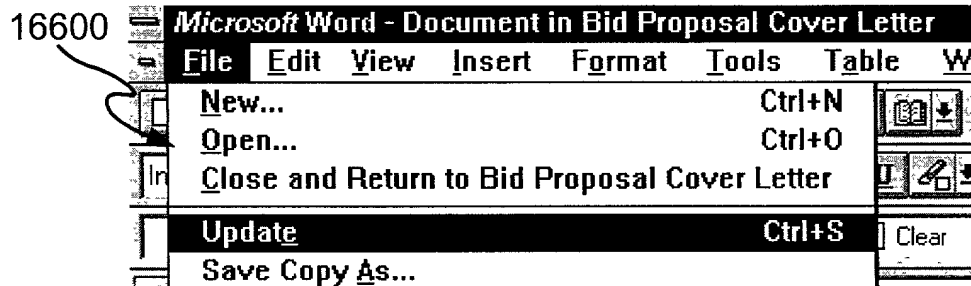 16600
Microsoft Word - Document in Bid Proposal Cover Letter
File Edit View Insert Format Tools Table W
New... Ctrl+N
Open... Ctrl+O
In
Close and Return to Bid Proposal Cover Letter
U
Update Ctrl+S
Clear
Save Copy As...